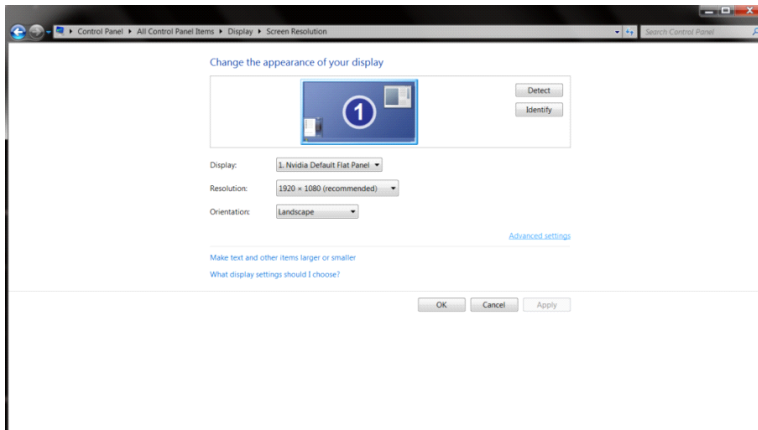 Control Panel All Control Panel Items Display Screen Resolution Search Control Panel
Change the appearance of your display
1
Detect
Identify
Display: 1. Nvidia Default Flat Panel
Resolution: 1920 × 1080 (recommended)
Orientation: Landscape
Advanced settings
Make text and other items larger or smaller
What display settings should I choose?
OK Cancel Apply